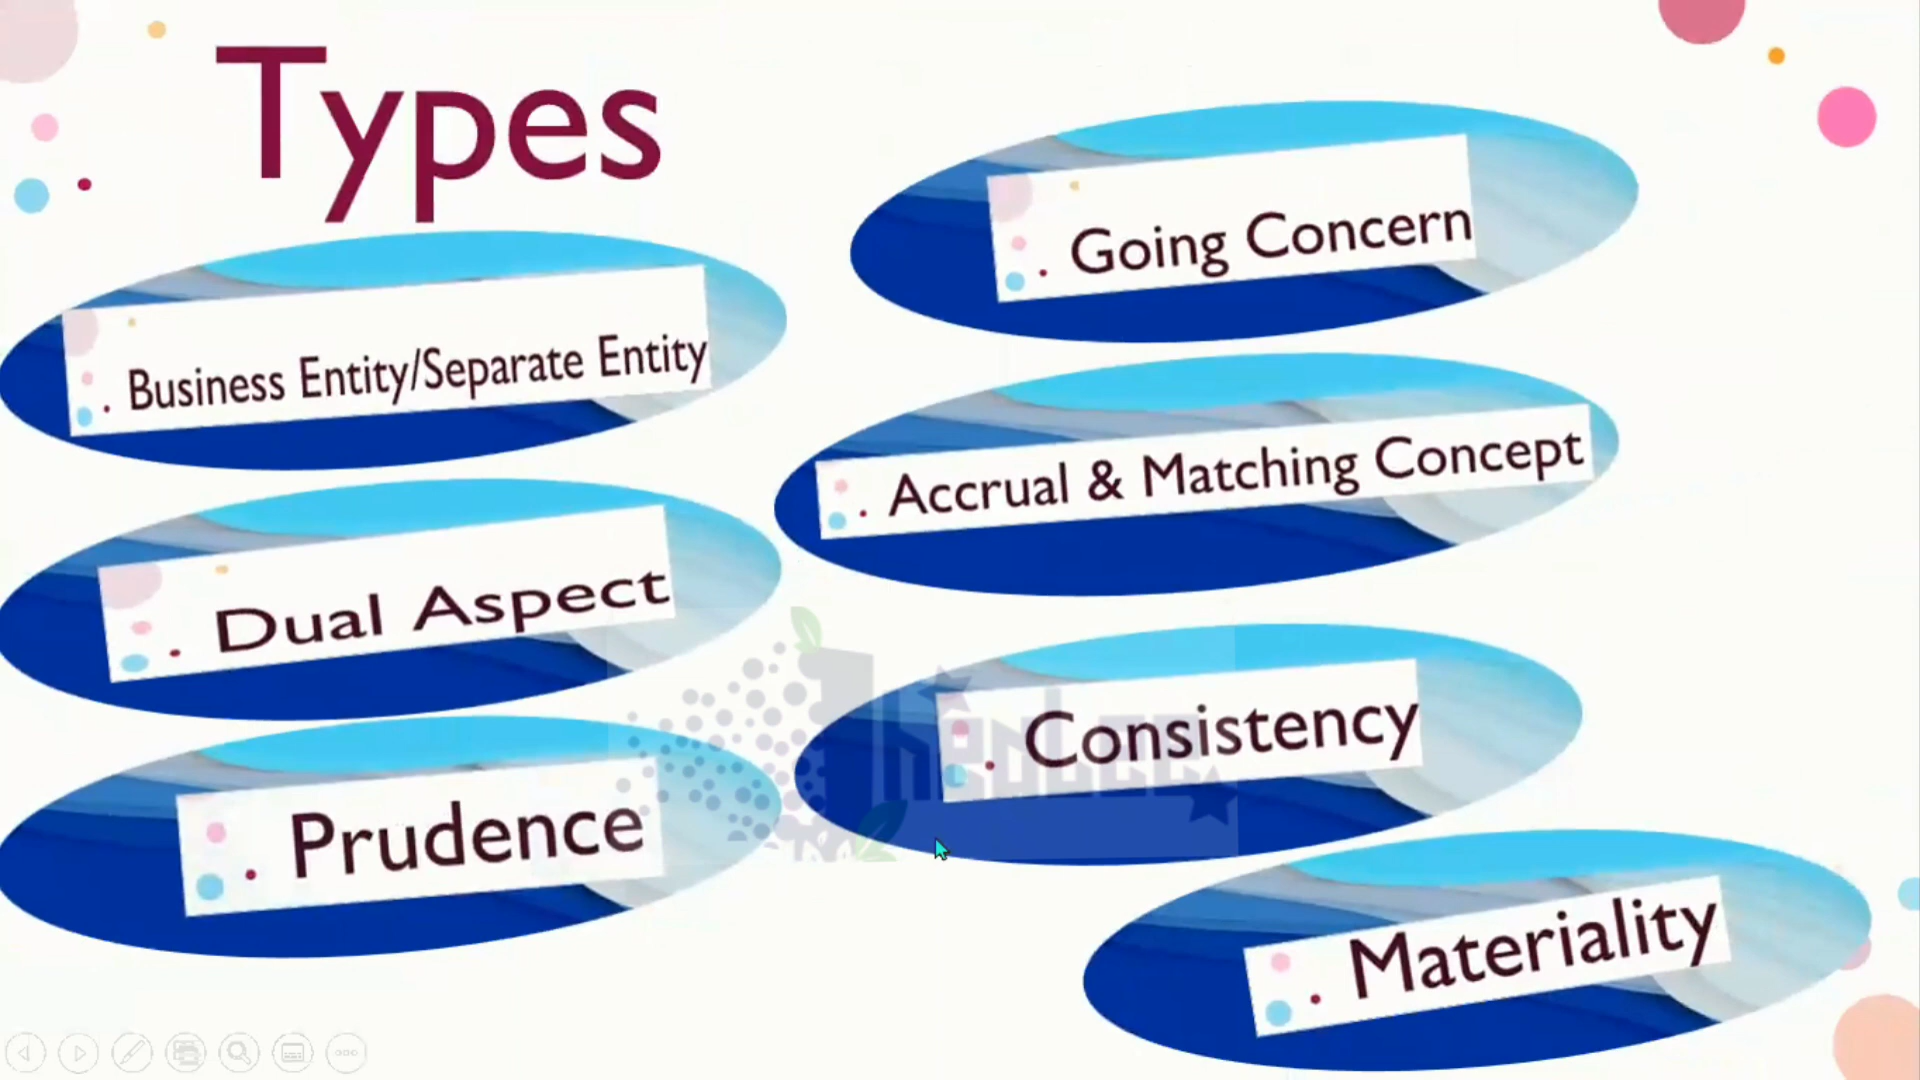 Types
Business Entity/Separate Entity
Dual Aspect
Prudence
Going Concern
Accrual & Matching Concept
Consistency
Materiality